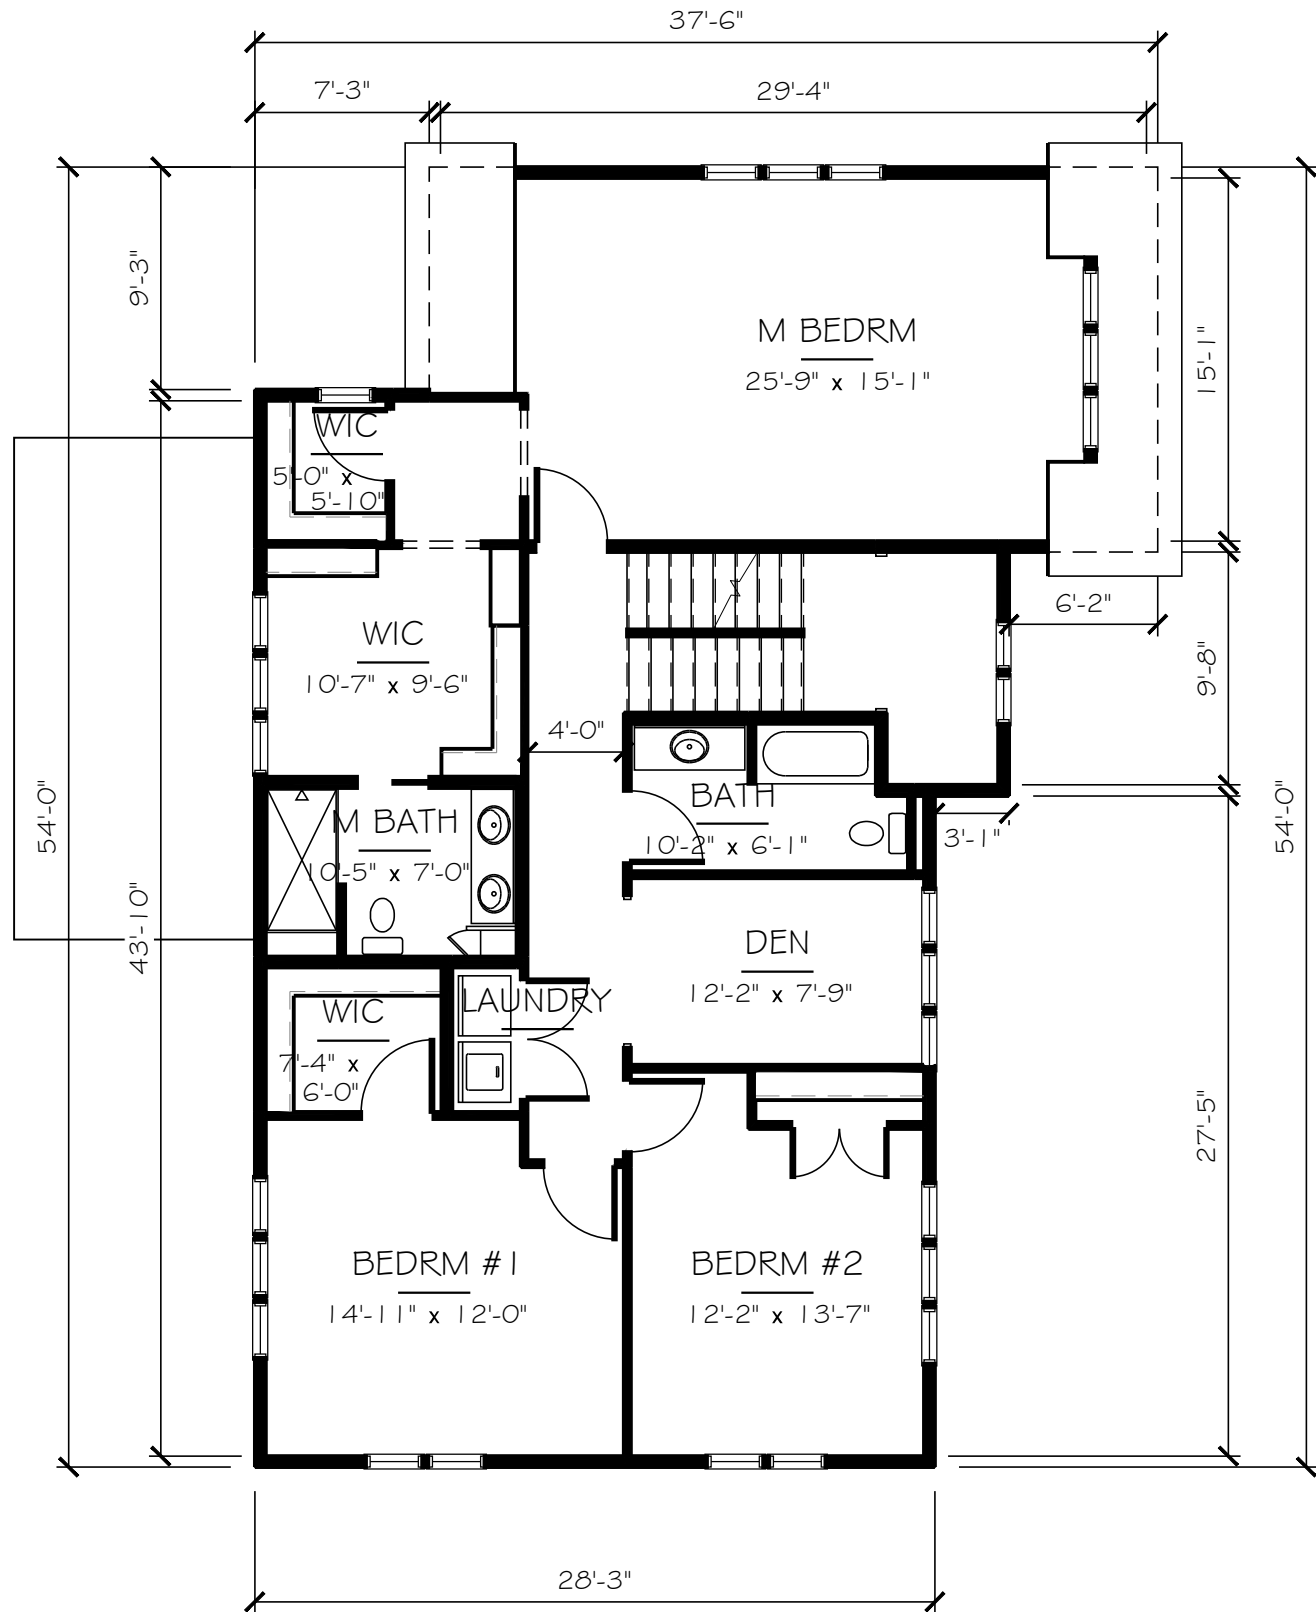 37'-6"
7'-3"
29'-4"
9'-3"
M BEDRM
25'-9" x 15'-1"
15'-1"
WIC
5'-0" x
5'-10"
6'-2"
WIC
10'-7" x 9'-6"
9'-8"
4'-0"
BATH
10'-2" x 6'-1"
3'-1"
M BATH
10'-5" x 7'-0"
54'-0"
54'-0"
43'-10"
DEN
12'-2" x 7'-9"
LAUNDRY
WIC
7'-4" x
6'-0"
27'-5"
BEDRM #1
14'-11" x 12'-0"
BEDRM #2
12'-2" x 13'-7"
28'-3"